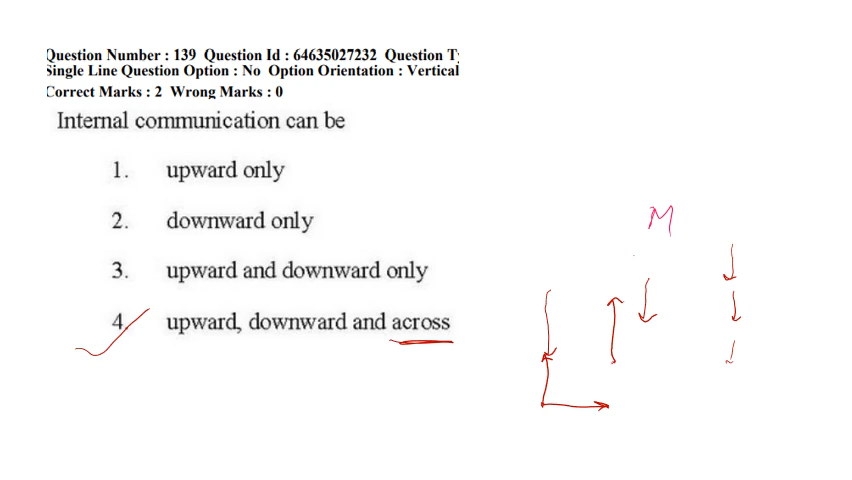 Question Number : 139 Question Id : 64635027232 Question Ty
Single Line Question Option : No Option Orientation : Vertical
Correct Marks : 2 Wrong Marks : 0
Internal communication can be
1. upward only
2. downward only
3. upward and downward only
4. upward, downward and across
M